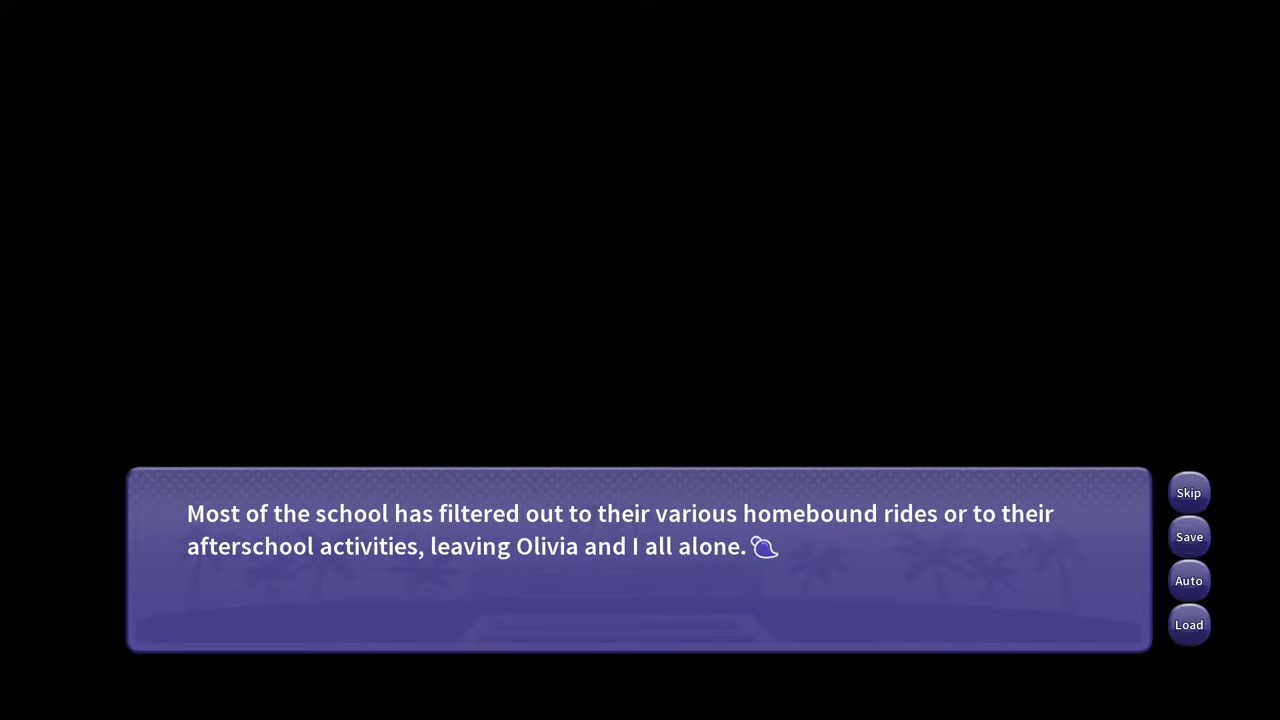 Most of the school has filtered out to their various homebound rides or to their
afterschool activities, leaving Olivia and I all alone.
Skip
Save
Auto
Load